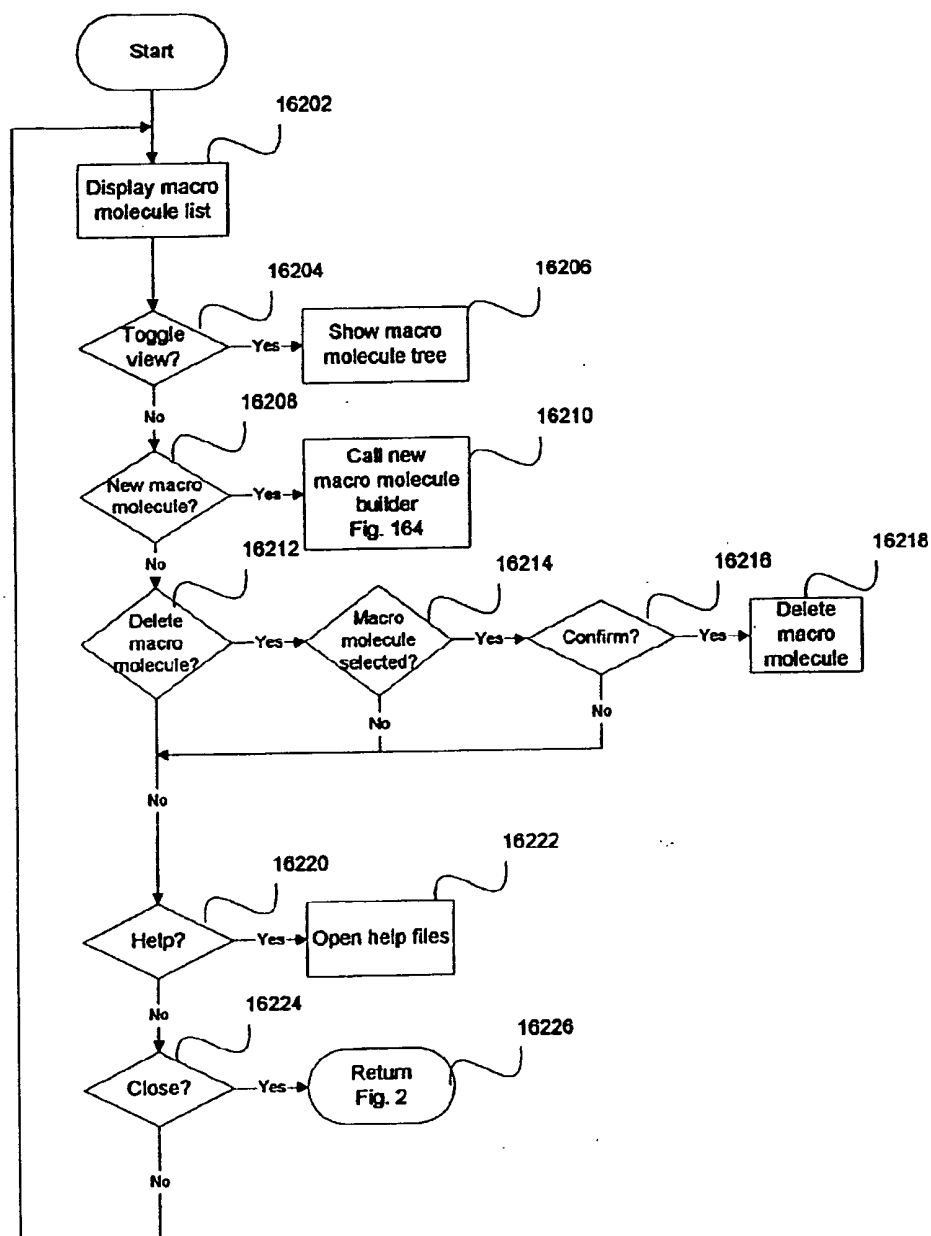 Start
16202
Display macro
molecule list
16204
16206
Toggle
view?
Yes
Show macro
molecule tree
No
16208
16210
New macro
molecule?
Yes
Call new
macro molecule
builder
Fig. 164
No
16212
16214
16216
16218
Delete
macro
molecule?
Yes
Macro
molecule
selected?
Yes
Confirm?
Yes
Delete
macro
molecule
No
No
No
16220
16222
Help?
Yes
Open help files
No
16224
16226
Close?
Yes
Return
Fig. 2
No